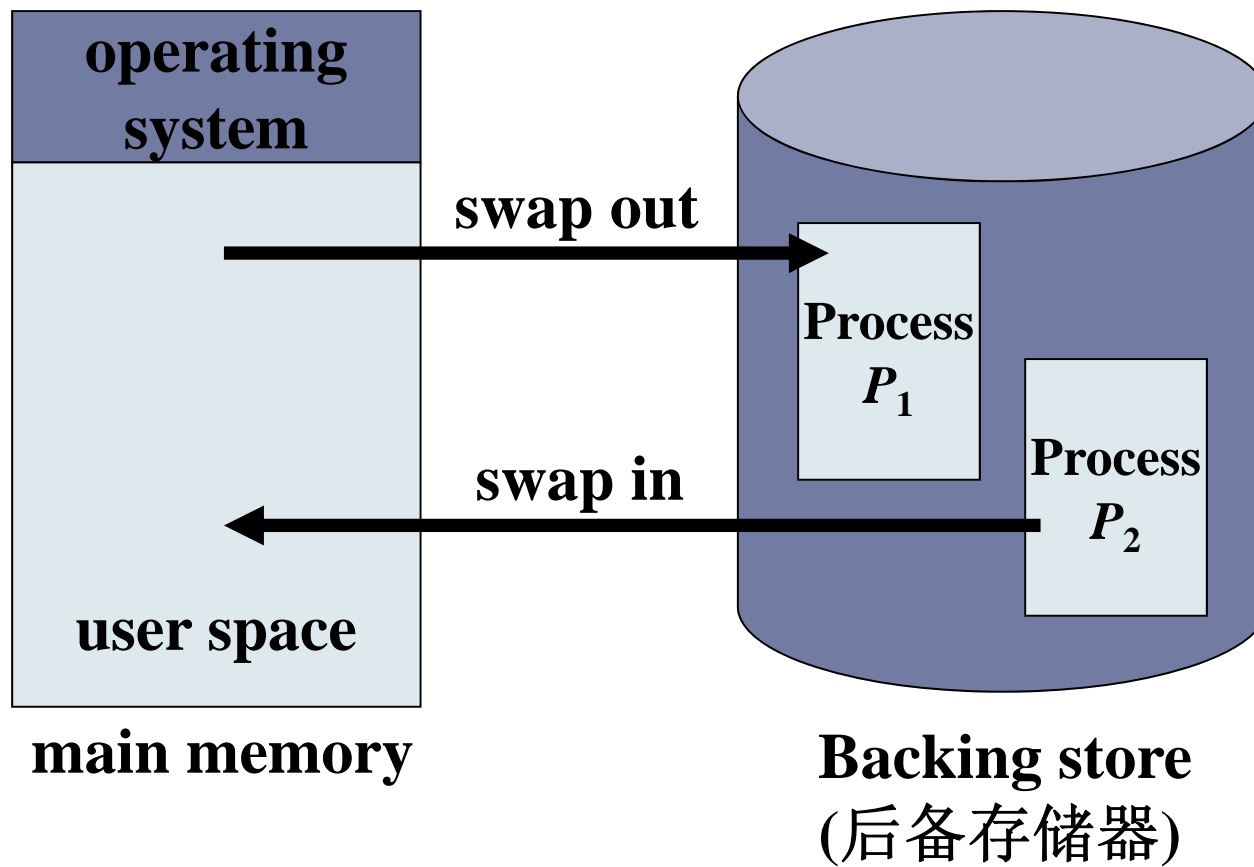 operating
system
swap out
Process
P1
swap in
Process
P2
user space
main memory
Backing store
(后备存储器)